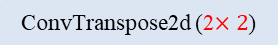 ConvTranspose2d (2× 2)